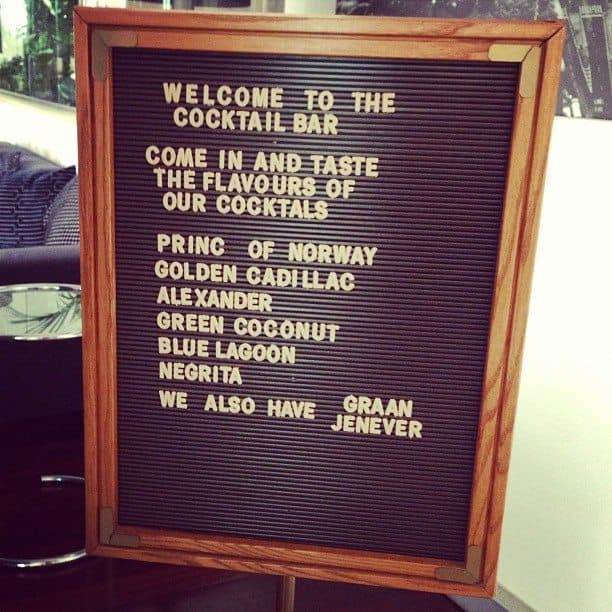 WELCOME TO THE
COCKTAIL BAR
COME IN AND TASTE
THE FLAVOURS OF
OUR COCKTALS
PRINC OF NORWAY
GOLDEN CADILLAC
ALEXANDER
GREEN COCONUT
BLUE LAGOON
NEGRITA
WE ALSO HAVE GRAAN
JENEVER